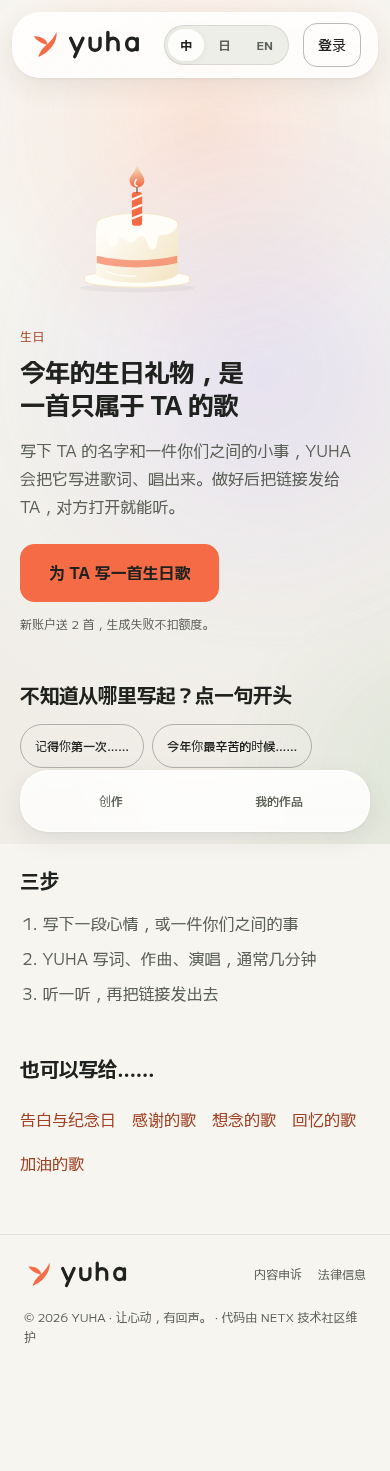 yuha
中 日 EN
登录
生日
今年的生日礼物，是
一首只属于 TA 的歌
写下 TA 的名字和一件你们之间的小事，YUHA
会把它写进歌词、唱出来。做好后把链接发给
TA，对方打开就能听。
为 TA 写一首生日歌
新账户送 2 首，生成失败不扣额度。
不知道从哪里写起？点一句开头
记得你第一次……
今年你最辛苦的时候……
创作
我的作品
三步
1. 写下一段心情，或一件你们之间的事
2. YUHA 写词、作曲、演唱，通常几分钟
3. 听一听，再把链接发出去
也可以写给……
告白与纪念日 感谢的歌 想念的歌 回忆的歌
加油的歌
yuha
内容申诉 法律信息
© 2026 YUHA · 让心动，有回声。 · 代码由 NETX 技术社区维
护